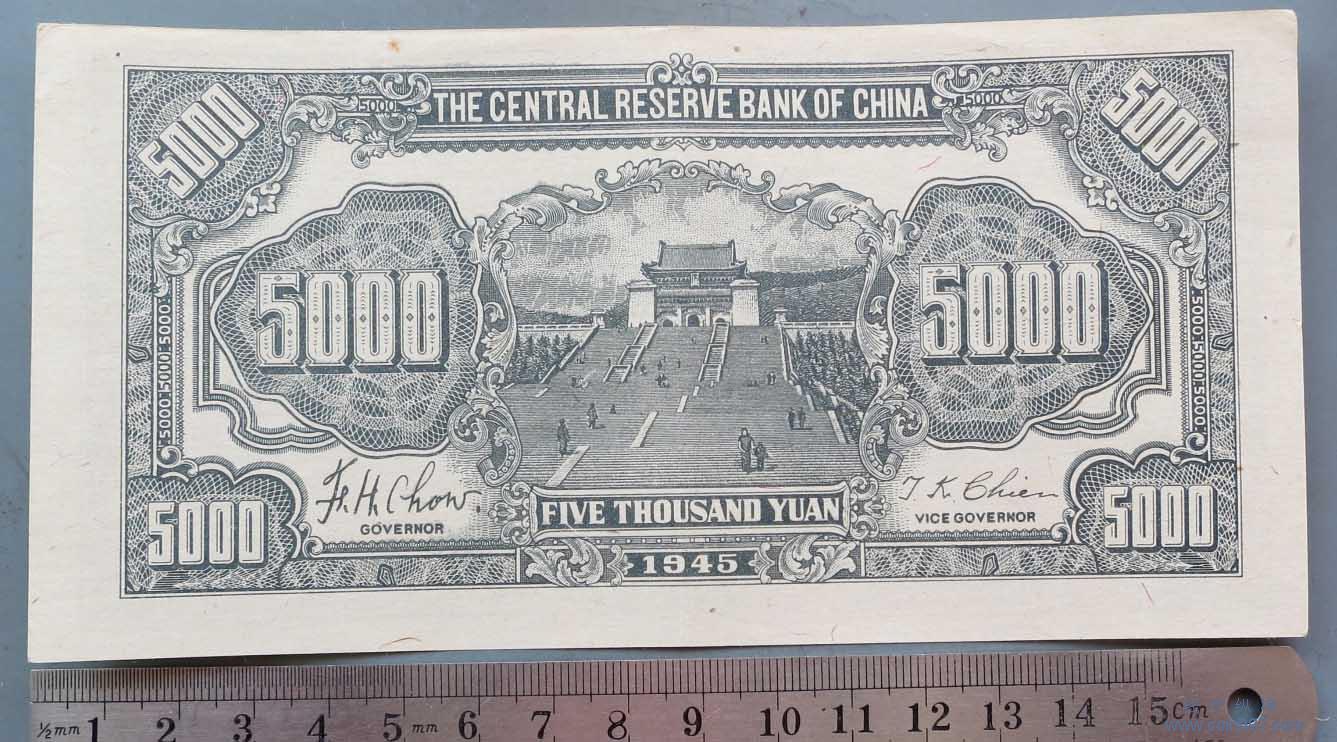 5000
5000 THE CENTRAL RESERVE BANK OF CHINA 5000
5000
5000
5000
5000:5000:5000
5000:5000:5000
Fr. H. Chow.
GOVERNOR
T. K. Chien
VICE GOVERNOR
5000
FIVE THOUSAND YUAN
5000
1945
½mm 1 2 3 4 5 mm 6 7 8 9 10 11 12 13 14 15cm